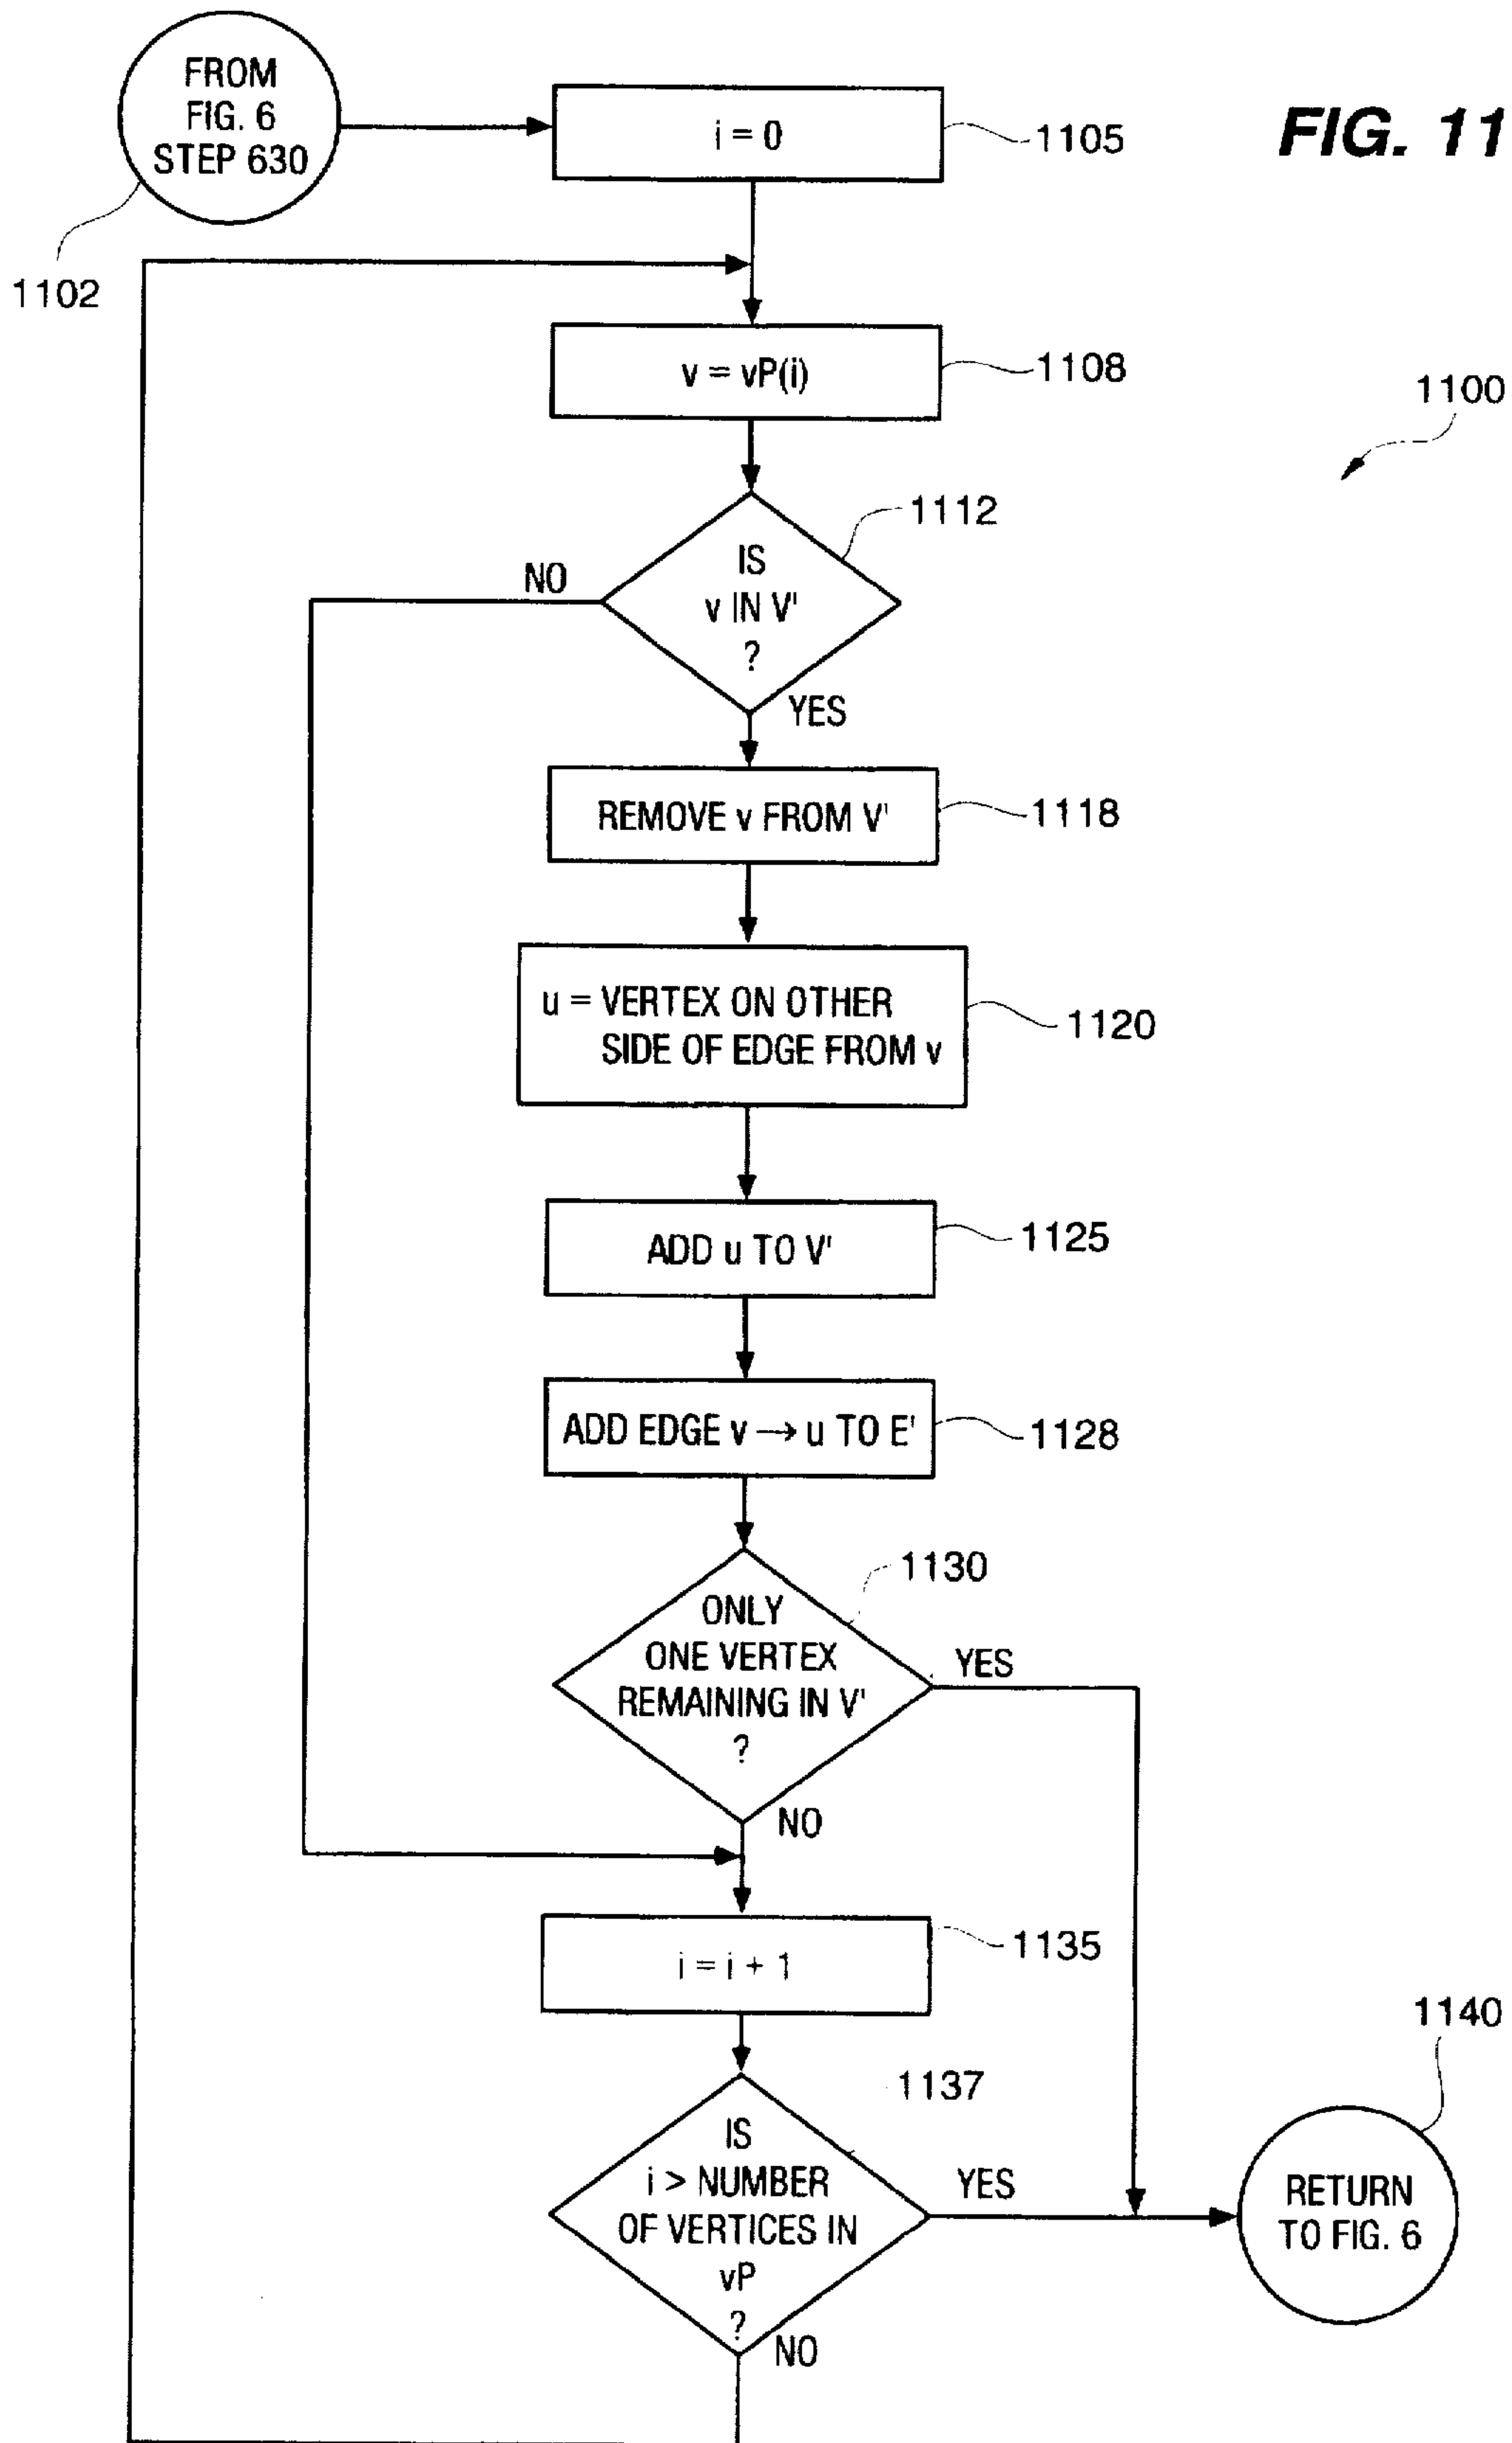 FROM
FIG. 6
STEP 630
i = 0
1105
FIG. 11
1102
v = vP(i)
1108
1100
1112
IS
v IN V'
?
NO
YES
REMOVE v FROM V'
1118
u = VERTEX ON OTHER
SIDE OF EDGE FROM v
1120
ADD u TO V'
1125
ADD EDGE v → u TO E'
1128
1130
ONLY
ONE VERTEX
REMAINING IN V'
?
YES
NO
i = i + 1
1135
1137
IS
i > NUMBER
OF VERTICES IN
vP
?
YES
NO
1140
RETURN
TO FIG. 6